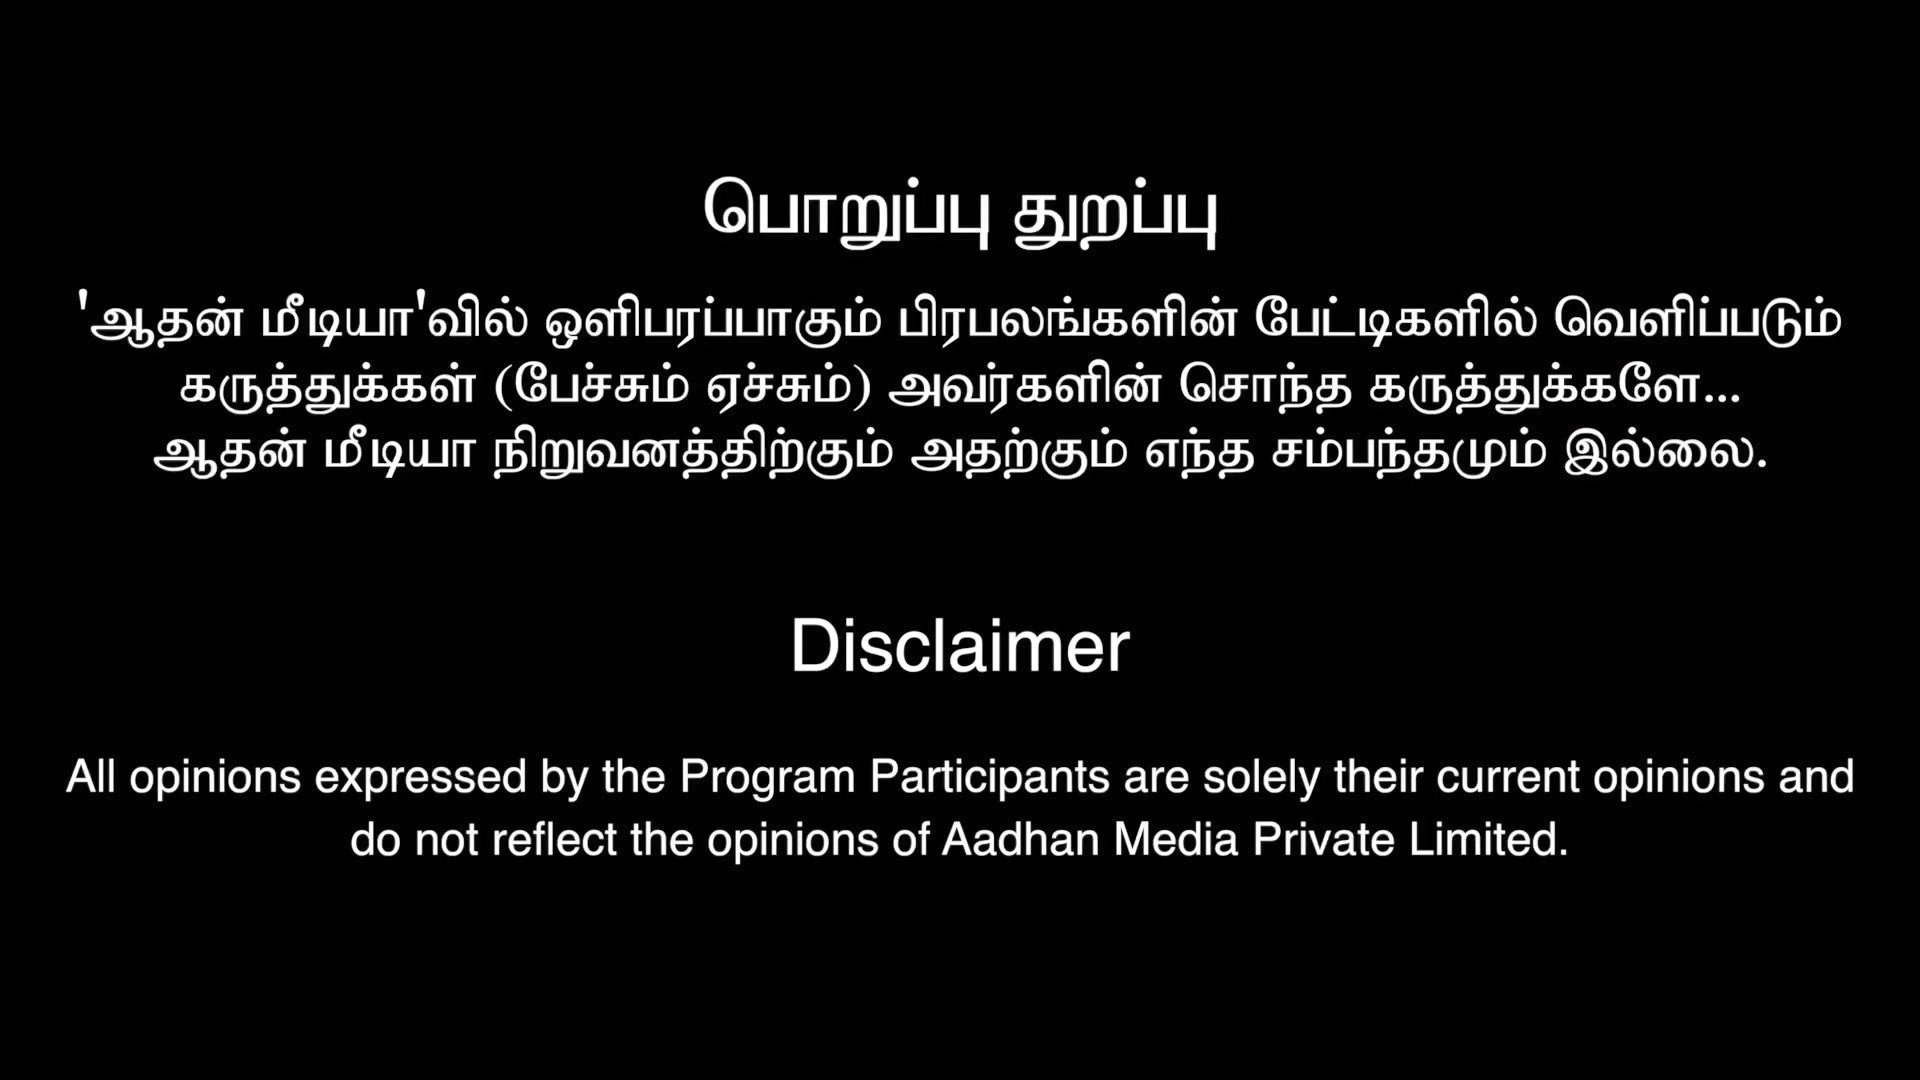 பொறுப்பு துறப்பு
'ஆதன் மீடியா'வில் ஒளிபரப்பாகும் பிரபலங்களின் பேட்டிகளில் வெளிப்படும்
கருத்துக்கள் (பேச்சும் ஏச்சும்) அவர்களின் சொந்த கருத்துக்களே...
ஆதன் மீடியா நிறுவனத்திற்கும் அதற்கும் எந்த சம்பந்தமும் இல்லை.
Disclaimer
All opinions expressed by the Program Participants are solely their current opinions and
do not reflect the opinions of Aadhan Media Private Limited.